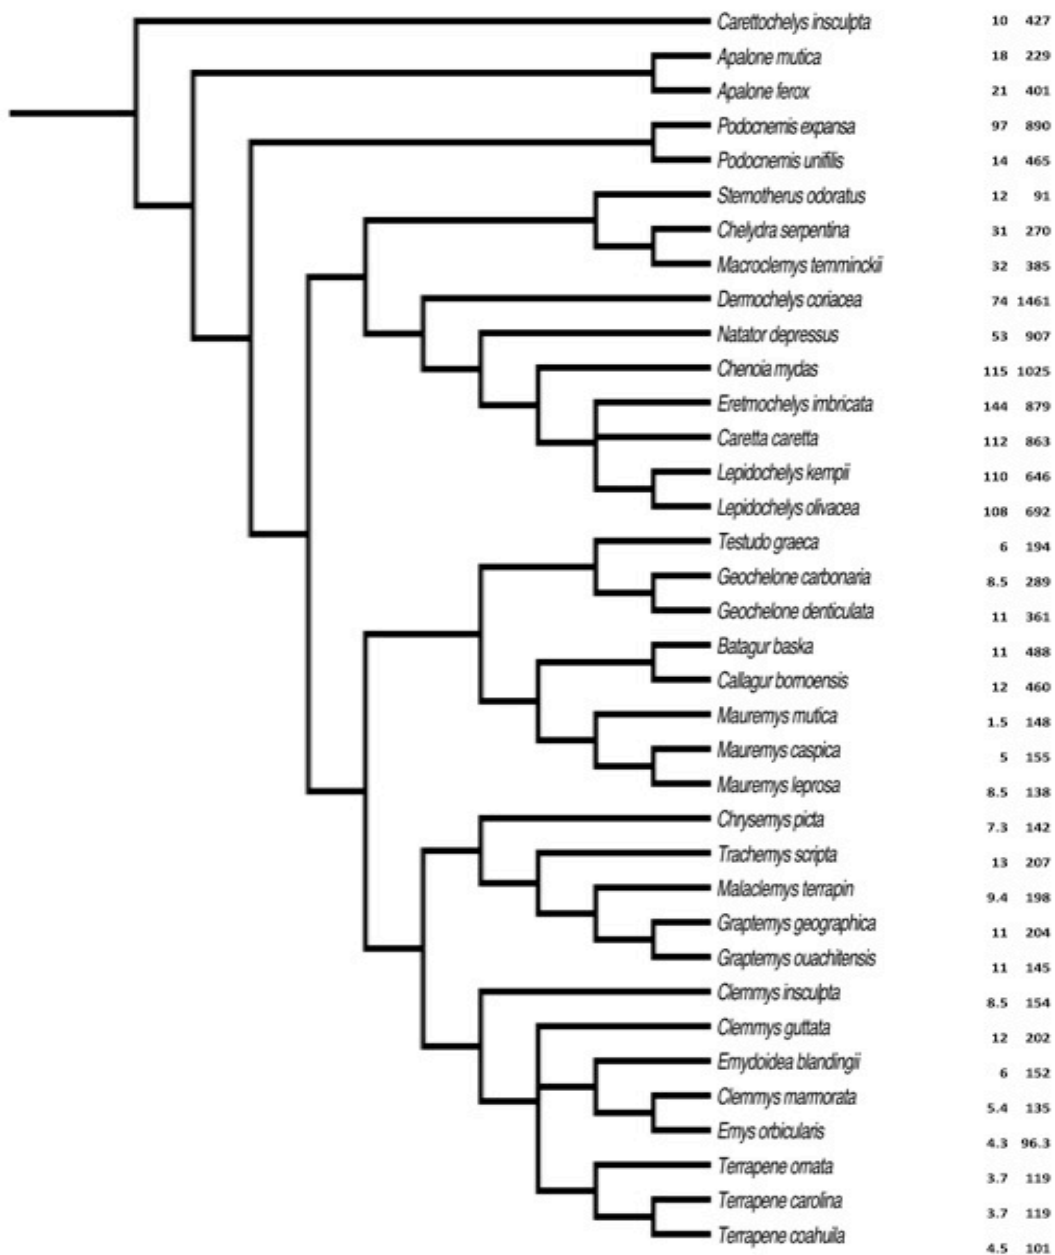 Carettochelys insculpta 10 427
Apalone mutica 18 229
Apalone ferox 21 401
Podocnemis expansa 97 890
Podocnemis unifilis 14 465
Sternotherus odoratus 12 91
Chelydra serpentina 31 270
Macroclemys temminckii 32 385
Dermochelys coriacea 74 1461
Natator depressus 53 907
Chenoia mydas 115 1025
Eretmochelys imbricata 144 879
Caretta caretta 112 863
Lepidochelys kempii 110 646
Lepidochelys olivacea 108 692
Testudo graeca 6 194
Geochelone carbonaria 8.5 289
Geochelone denticulata 11 361
Batagur baska 11 488
Callagur bornoensis 12 460
Mauremys mutica 1.5 148
Mauremys caspica 5 155
Mauremys leprosa 8.5 138
Chrysemys picta 7.3 142
Trachemys scripta 13 207
Malaclemys terrapin 9.4 198
Graptemys geographica 11 204
Graptemys ouachitensis 11 145
Clemmys insculpta 8.5 154
Clemmys guttata 12 202
Emydoidea blandingii 6 152
Clemmys marmorata 5.4 135
Emys orbicularis 4.3 96.3
Terrapene ornata 3.7 119
Terrapene carolina 3.7 119
Terrapene coahuila 4.5 101